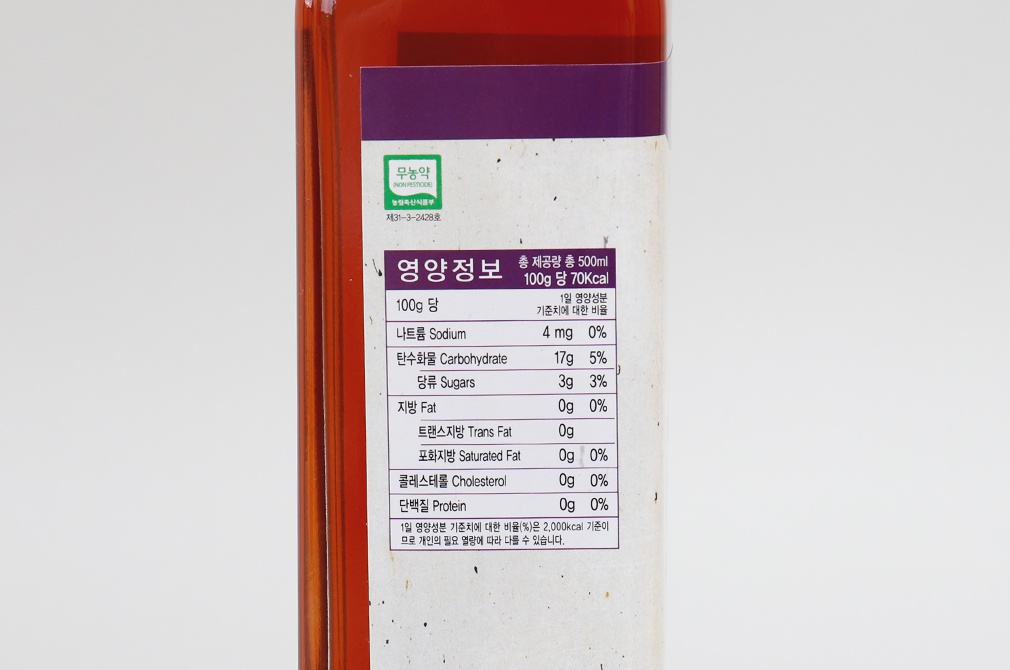 무농약
(NON PESTICIDE)
농림축산식품부
제31-3-2428호
영양정보 총 제공량 총 500ml
100g 당 70Kcal
100g 당 1일 영양성분
기준치에 대한 비율
나트륨 Sodium 4 mg 0%
탄수화물 Carbohydrate 17g 5%
당류 Sugars 3g 3%
지방 Fat 0g 0%
트랜스지방 Trans Fat 0g
포화지방 Saturated Fat 0g 0%
콜레스테롤 Cholesterol 0g 0%
단백질 Protein 0g 0%
1일 영양성분 기준치에 대한 비율(%)은 2,000kcal 기준이
므로 개인의 필요 열량에 따라 다를 수 있습니다.